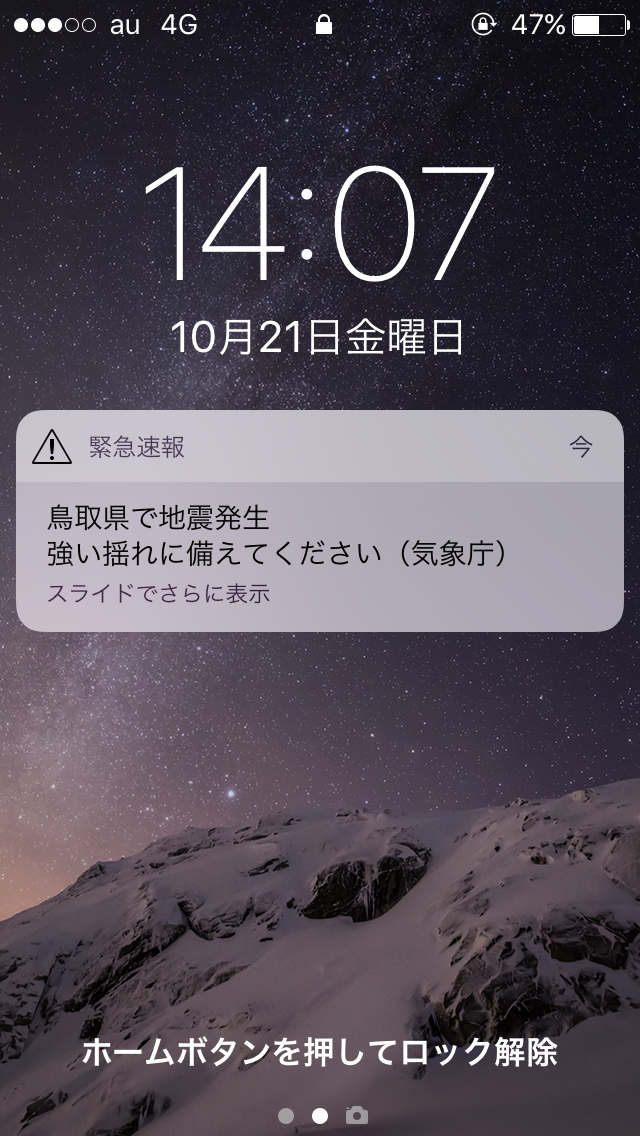 au 4G 47%
14:07
10月21日金曜日
緊急速報 今
鳥取県で地震発生
強い揺れに備えてください（気象庁）
スライドでさらに表示
ホームボタンを押してロック解除